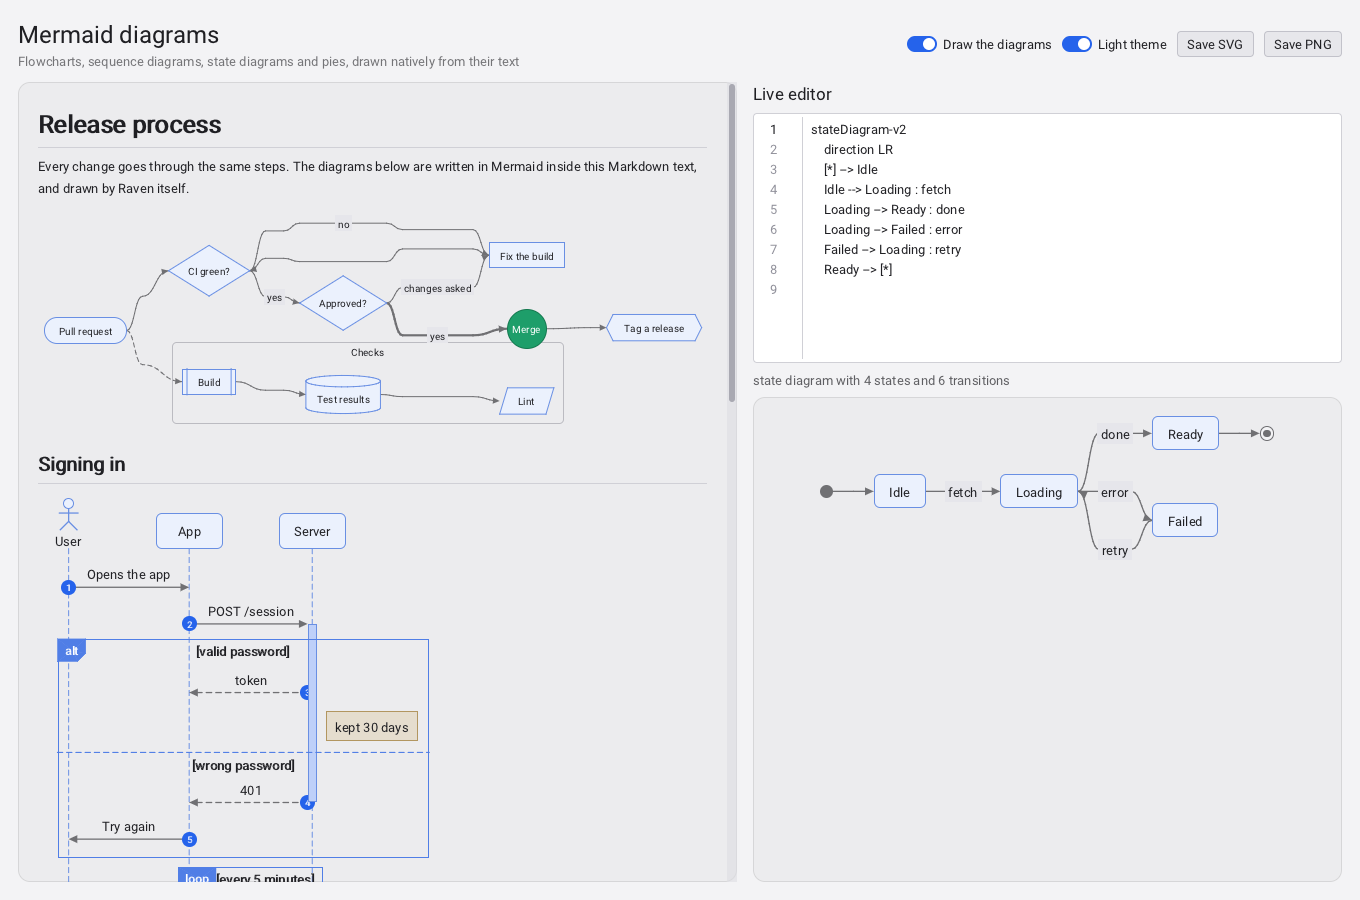 Mermaid diagrams
Flowcharts, sequence diagrams, state diagrams and pies, drawn natively from their text
Draw the diagrams
Light theme
Save SVG
Save PNG
Release process
Every change goes through the same steps. The diagrams below are written in Mermaid inside this Markdown text,
and drawn by Raven itself.
no
CI green?
Fix the build
yes
Approved?
changes asked
Pull request
yes
Merge
Tag a release
Checks
Build
Test results
Lint
Signing in
User
App
Server
Opens the app
1
POST /session
2
alt
[valid password]
token
3
kept 30 days
[wrong password]
401
4
Try again
5
loop
[every 5 minutes]
Live editor
1 stateDiagram-v2
2 direction LR
3 [*] --> Idle
4 Idle --> Loading : fetch
5 Loading --> Ready : done
6 Loading --> Failed : error
7 Failed --> Loading : retry
8 Ready --> [*]
9
state diagram with 4 states and 6 transitions
done
Ready
Idle
fetch
Loading
error
Failed
retry